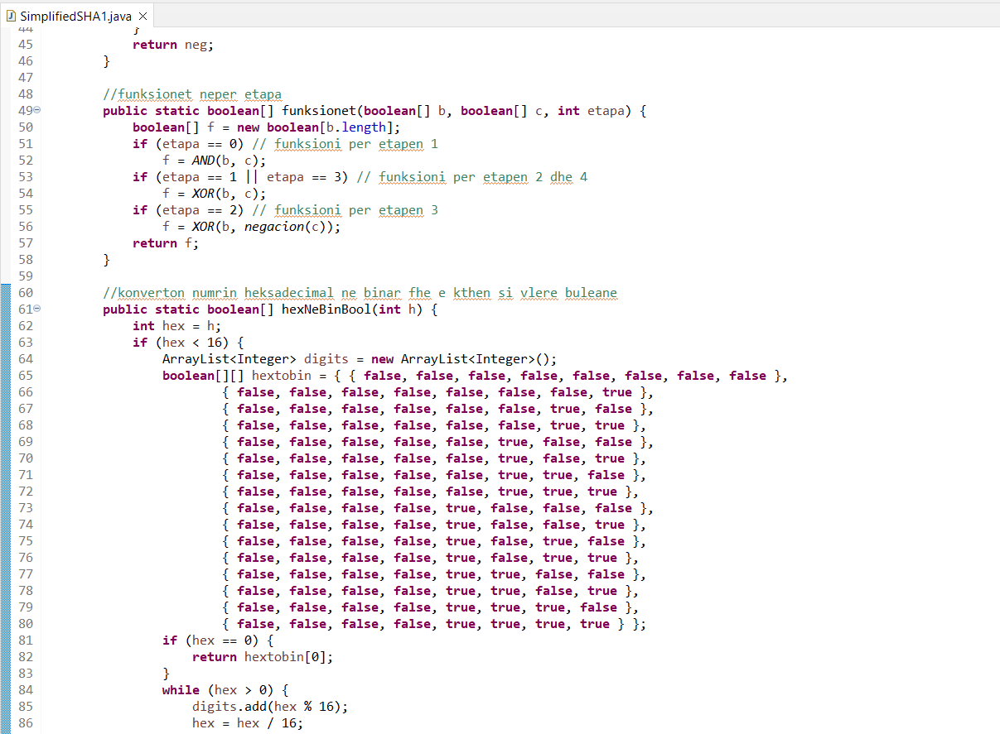 SimplifiedSHA1.java
44 }
45 return neg;
46 }
47
48 //funksionet neper etapa
49 public static boolean[] funksionet(boolean[] b, boolean[] c, int etapa) {
50 boolean[] f = new boolean[b.length];
51 if (etapa == 0) // funksioni per etapen 1
52 f = AND(b, c);
53 if (etapa == 1 || etapa == 3) // funksioni per etapen 2 dhe 4
54 f = XOR(b, c);
55 if (etapa == 2) // funksioni per etapen 3
56 f = XOR(b, negacion(c));
57 return f;
58 }
59
60 //konverton numrin heksadecimal ne binar fhe e kthen si vlere buleane
61 public static boolean[] hexNeBinBool(int h) {
62 int hex = h;
63 if (hex < 16) {
64 ArrayList<Integer> digits = new ArrayList<Integer>();
65 boolean[][] hextobin = { { false, false, false, false, false, false, false, false },
66 { false, false, false, false, false, false, false, true },
67 { false, false, false, false, false, false, true, false },
68 { false, false, false, false, false, false, true, true },
69 { false, false, false, false, false, true, false, false },
70 { false, false, false, false, false, true, false, true },
71 { false, false, false, false, false, true, true, false },
72 { false, false, false, false, false, true, true, true },
73 { false, false, false, false, true, false, false, false },
74 { false, false, false, false, true, false, false, true },
75 { false, false, false, false, true, false, true, false },
76 { false, false, false, false, true, false, true, true },
77 { false, false, false, false, true, true, false, false },
78 { false, false, false, false, true, true, false, true },
79 { false, false, false, false, true, true, true, false },
80 { false, false, false, false, true, true, true, true } };
81 if (hex == 0) {
82 return hextobin[0];
83 }
84 while (hex > 0) {
85 digits.add(hex % 16);
86 hex = hex / 16;